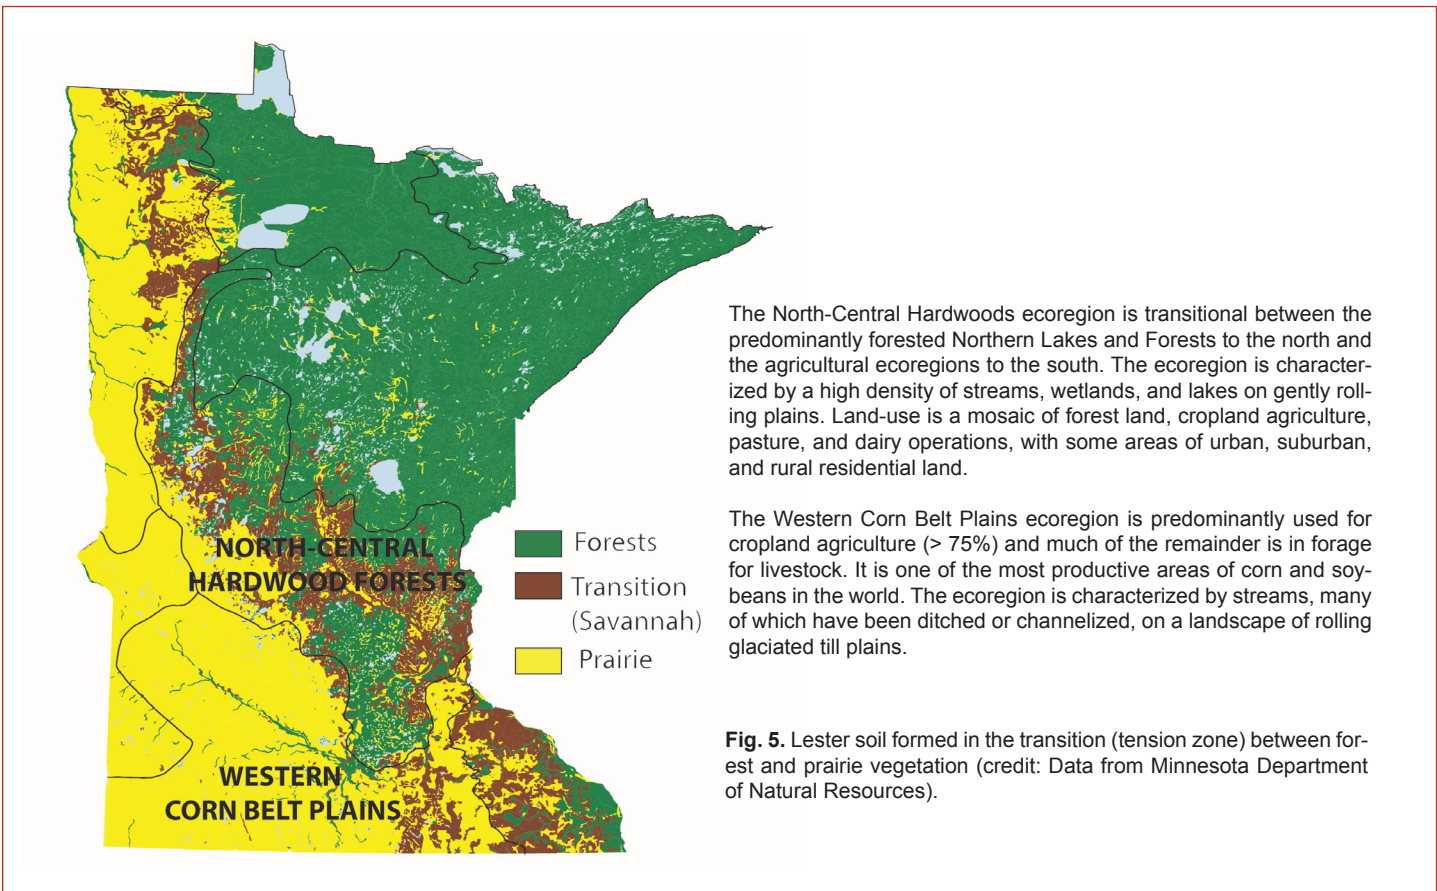 NORTH-CENTRAL
HARDWOOD FORESTS
WESTERN
CORN BELT PLAINS
Forests
Transition
(Savannah)
Prairie
The North-Central Hardwoods ecoregion is transitional between the
predominantly forested Northern Lakes and Forests to the north and
the agricultural ecoregions to the south. The ecoregion is character-
ized by a high density of streams, wetlands, and lakes on gently roll-
ing plains. Land-use is a mosaic of forest land, cropland agriculture,
pasture, and dairy operations, with some areas of urban, suburban,
and rural residential land.
The Western Corn Belt Plains ecoregion is predominantly used for
cropland agriculture (> 75%) and much of the remainder is in forage
for livestock. It is one of the most productive areas of corn and soy-
beans in the world. The ecoregion is characterized by streams, many
of which have been ditched or channelized, on a landscape of rolling
glaciated till plains.
Fig. 5. Lester soil formed in the transition (tension zone) between for-
est and prairie vegetation (credit: Data from Minnesota Department
of Natural Resources).